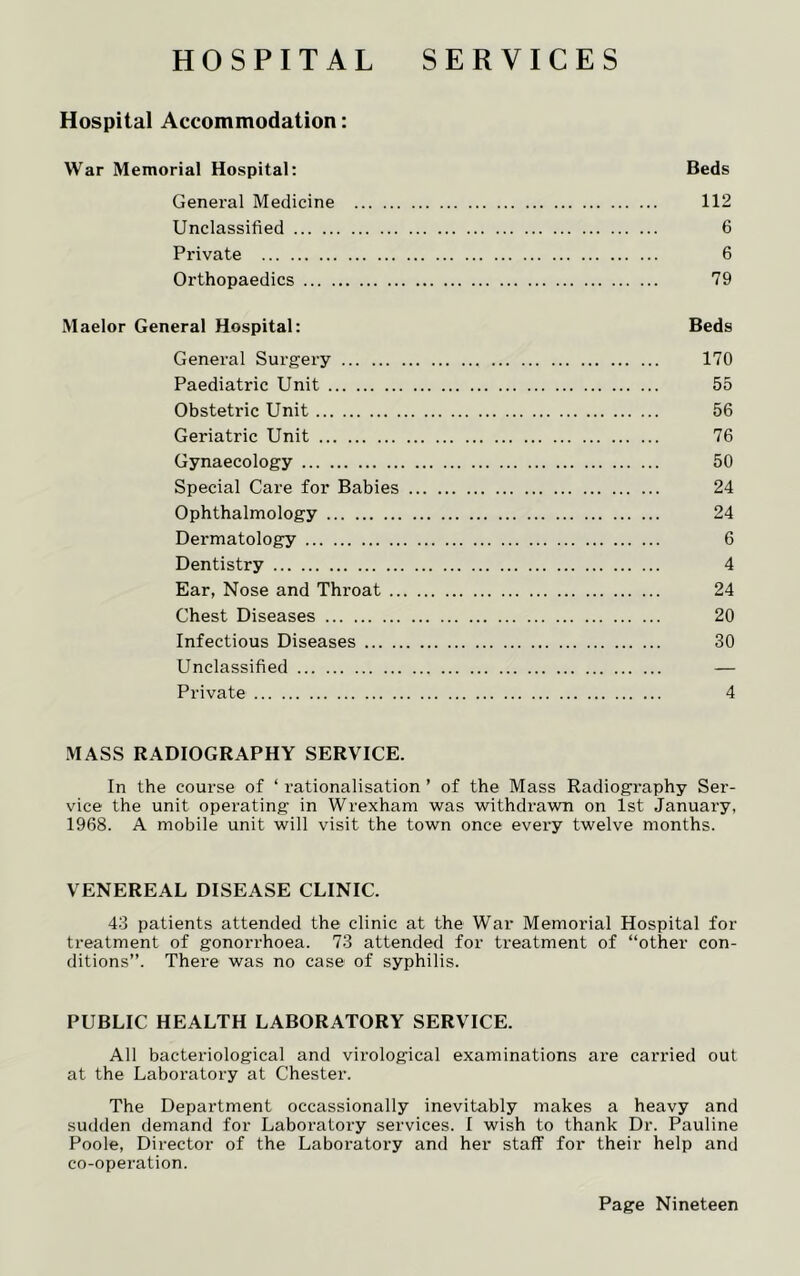 HOSPITAL SERVICES
Hospital Accommodation:
War Memorial Hospital: Beds
General Medicine ... ... ... ... ... ... ... ... ... ... ... ... 112
Unclassified ... ... ... ... ... ... ... ... ... ... ... ... ... ... 6
Private ... ... ... ... ... ... ... ... ... ... ... ... ... ... ... 6
Orthopaedics ... ... ... ... ... ... ... ... ... ... ... ... ... 79
Maelor General Hospital: Beds
General Surgery ... ... ... ... ... ... ... ... ... ... ... ... 170
Paediatric Unit ... ... ... ... ... ... ... ... ... ... ... ... 55
Obstetric Unit ... ... ... ... ... ... ... ... ... ... ... ... ... 56
Geriatric Unit ... ... ... ... ... ... ... ... ... ... ... ... ... 76
Gynaecology ... ... ... ... ... ... ... ... ... ... ... ... ... 50
Special Care for Babies ... ... ... ... ... ... ... ... ... 24
Ophthalmology ... ... ... ... ... ... ... ... ... ... ... ... 24
Dermatology ... ... ... ... ... ... ... ... ... ... ... ... ... 6
Dentistry ... ... ... ... ... ... ... ... ... ... ... ... ... ... 4
Ear, Nose and Throat ... ... ... ... ... ... ... ... ... ... 24
Chest Diseases ... ... ... ... ... ... ... ... ... ... ... ... 20
Infectious Diseases ... ... ... ... ... ... ... ... ... ... ... 30
Unclassified ... ... ... ... ... ... ... ... ... ... ... ... ... —
Private ... ... ... ... ... ... ... ... ... ... ... ... ... ... ... 4
MASS RADIOGRAPHY SERVICE.
In the course of ‘ rationalisation ’ of the Mass Radiography Ser-
vice the unit operating in Wrexham was withdrawn on 1st January,
1968. A mobile unit will visit the town once every twelve months.
VENEREAL DISEASE CLINIC.
43 patients attended the clinic at the War Memorial Hospital for
treatment of gonorrhoea. 73 attended for treatment of “other con-
ditions”. There was no case of syphilis.
PUBLIC HEALTH LABORATORY SERVICE.
All bacteriological and virological examinations are carried out
at the Laboratory at Chester.
The Department occassionally inevitably makes a heavy and
sudden demand for Laboratory services. I wish to thank Dr. Pauline
Poole, Director of the Laboratory and her staff for their help and
co-operation.
Page Nineteen